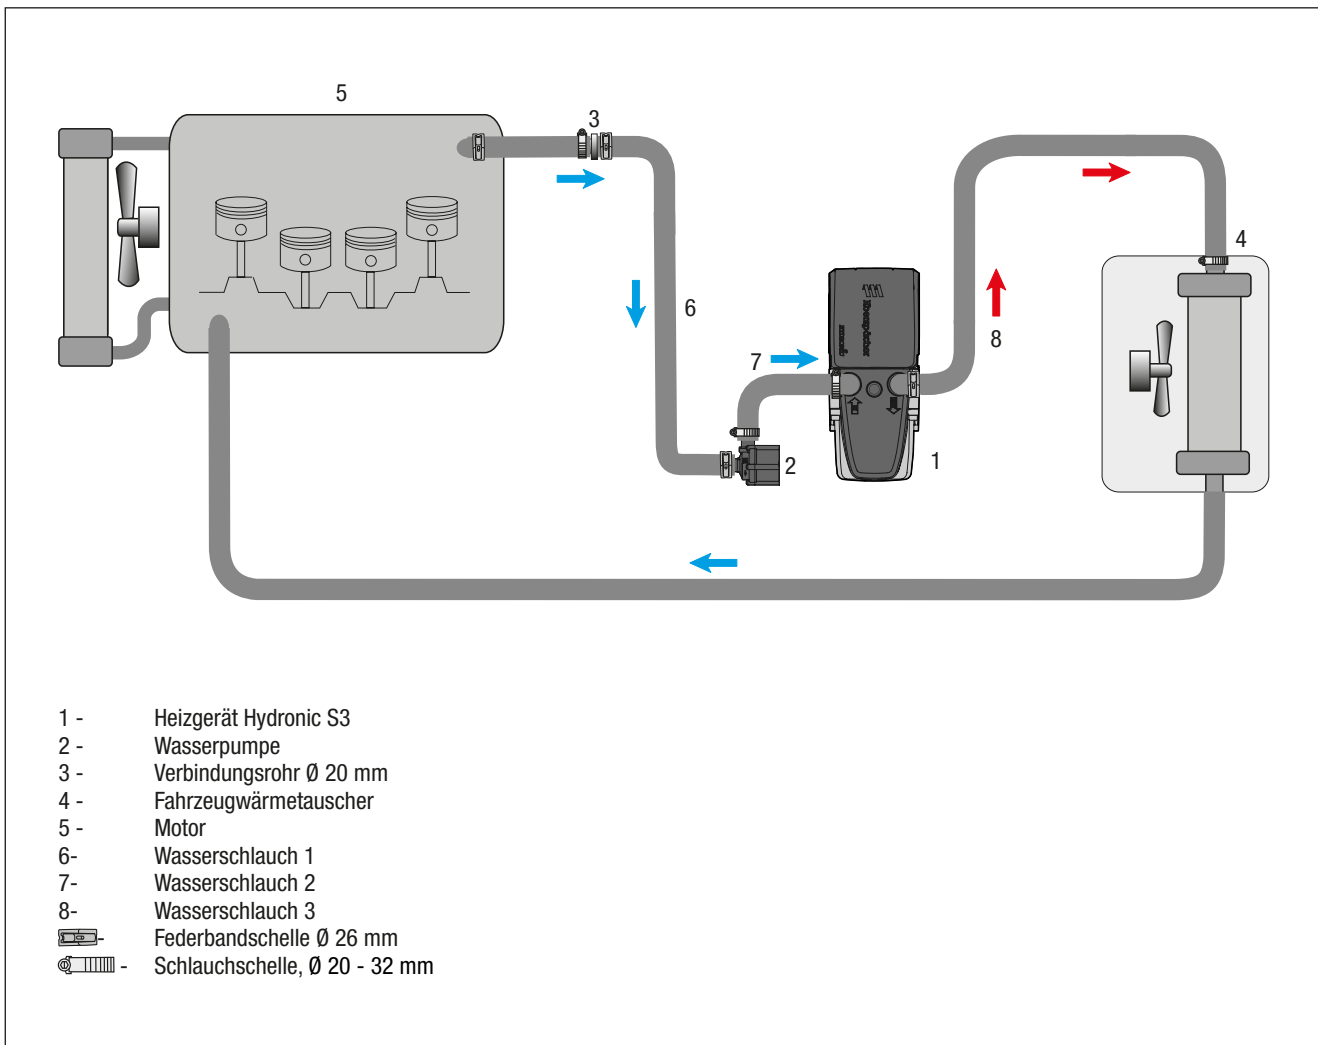 5
3
4
6
8
7
Eberspächer
2
1
1 - Heizgerät Hydronic S3
2 - Wasserpumpe
3 - Verbindungsrohr Ø 20 mm
4 - Fahrzeugwärmetauscher
5 - Motor
6- Wasserschlauch 1
7- Wasserschlauch 2
8- Wasserschlauch 3
- Federbandschelle Ø 26 mm
- Schlauchschelle, Ø 20 - 32 mm